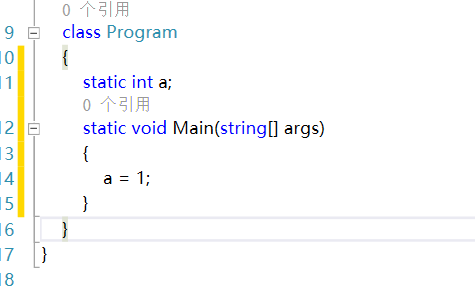 0 个引用
9 class Program
10 {
11 static int a;
0 个引用
12 static void Main(string[] args)
13 {
14 a = 1;
15 }
16 }
17 }
18